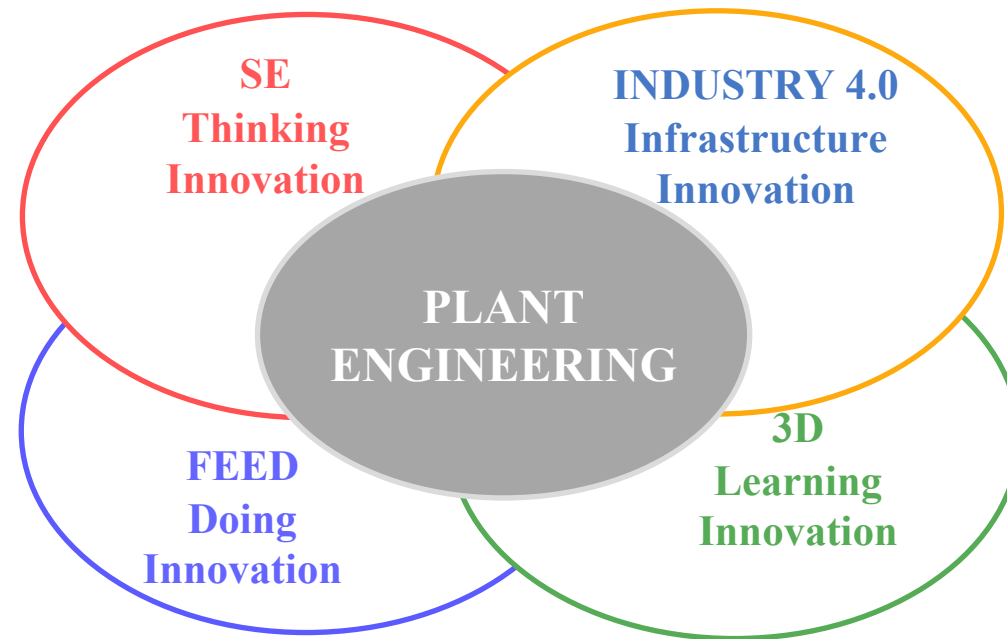 SE
Thinking
Innovation
INDUSTRY 4.0
Infrastructure
Innovation
PLANT
ENGINEERING
FEED
Doing
Innovation
3D
Learning
Innovation